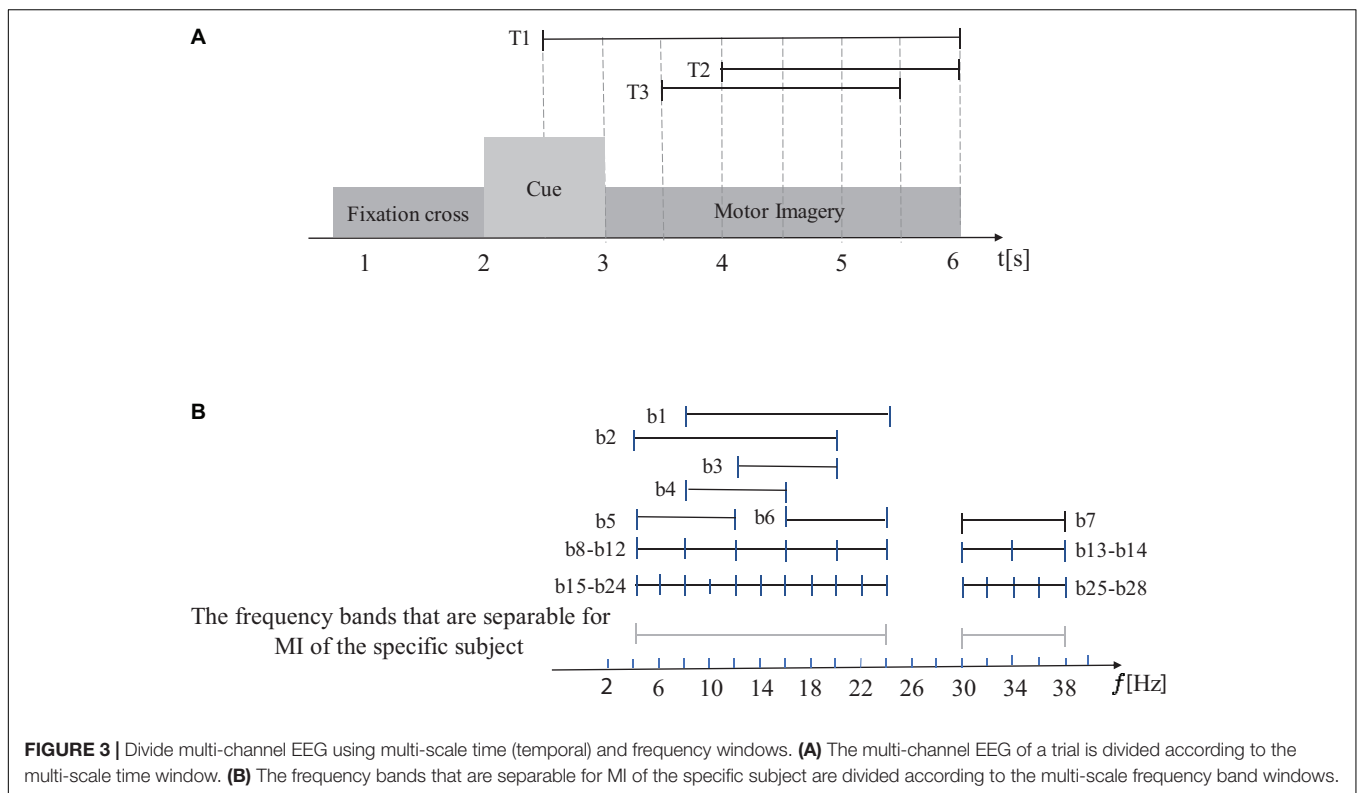 A
T1
T2
T3
Cue
Fixation cross
Motor Imagery
1 2 3 4 5 6 t[s]
B
b1
b2
b3
b4
b5 b6 b7
b8-b12 b13-b14
b15-b24 b25-b28
The frequency bands that are separable for
MI of the specific subject
2 6 10 14 18 22 26 30 34 38 f[Hz]
FIGURE 3 | Divide multi-channel EEG using multi-scale time (temporal) and frequency windows. (A) The multi-channel EEG of a trial is divided according to the
multi-scale time window. (B) The frequency bands that are separable for MI of the specific subject are divided according to the multi-scale frequency band windows.